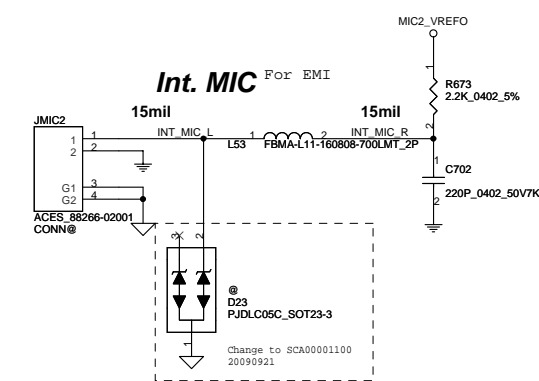 MIC2_VREFO
Int. MIC For EMI
1
R673
2.2K_0402_5%
2
15mil
15mil
JMIC2
1
1
INT_MIC_L
L53
1
2
INT_MIC_R
FBMA-L11-160808-700LMT_2P
2
2
1
C702
220P_0402_50V7K
2
G1
3
G2
4
ACES_88266-02001
CONN@
3
2
@
D23
PJDLC05C_SOT23-3
1
Change to SCA00001100
20090921